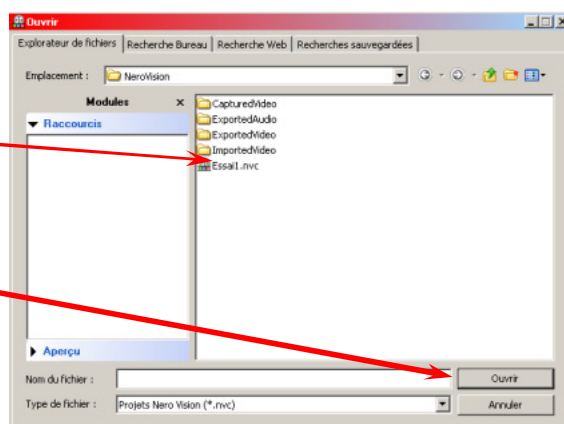 Ouvrir
Explorateur de fichiers Recherche Bureau Recherche Web Recherches sauvegardées
Emplacement : NeroVision
Modules x
Raccourcis
CapturedVideo
ExportedAudio
ExportedVideo
ImportedVideo
Essai1.nvc
Aperçu
Nom du fichier : Ouvrir
Type de fichier : Projets Nero Vision (*.nvc) Annuler